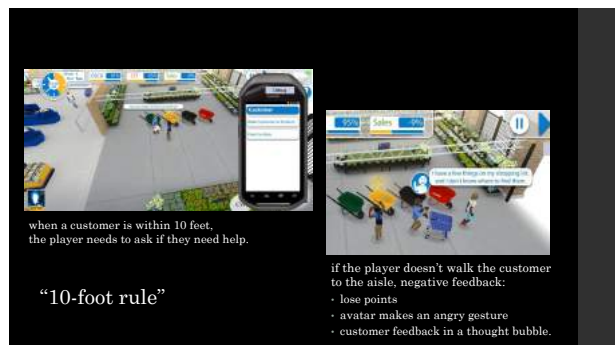 Customer
95%
Sales
-9%
I have a few things on my shopping list,
and I don't know where to find them.
when a customer is within 10 feet,
the player needs to ask if they need help.
if the player doesn't walk the customer
to the aisle, negative feedback:
• lose points
• avatar makes an angry gesture
• customer feedback in a thought bubble.
“10-foot rule”